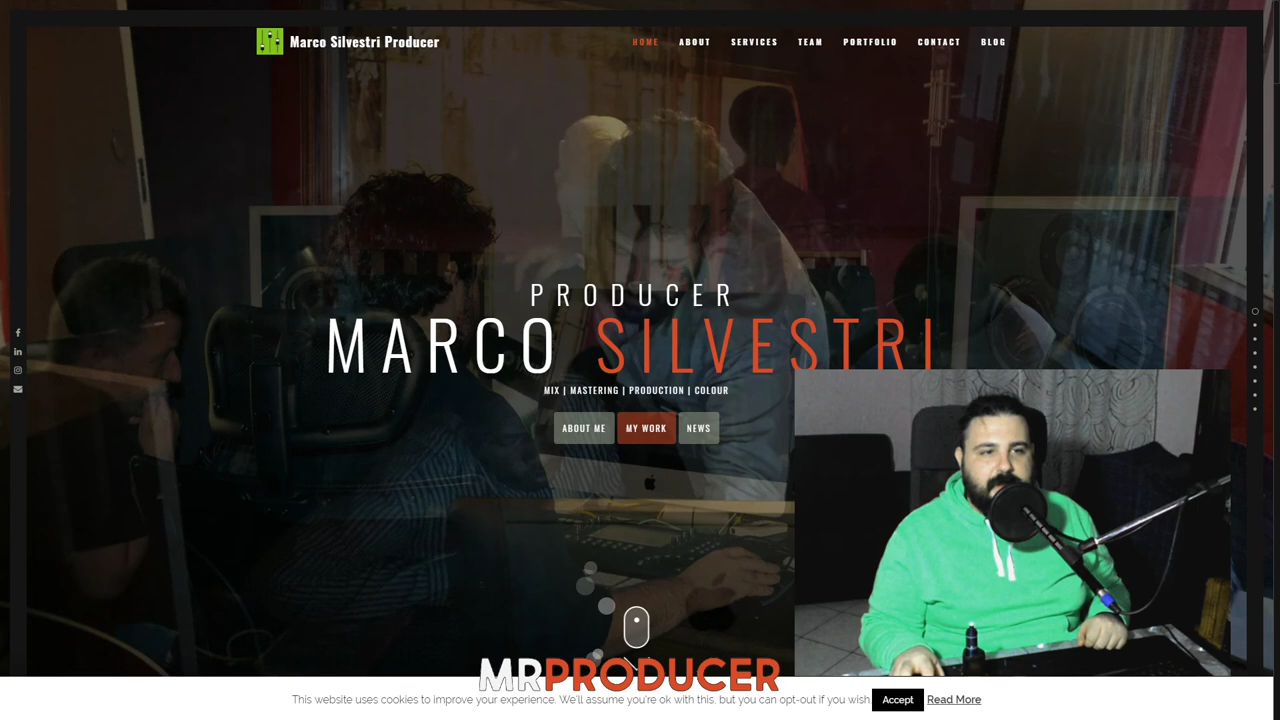 Marco Silvestri Producer
HOME ABOUT SERVICES TEAM PORTFOLIO CONTACT BLOG
PRODUCER
MARCO SILVESTRI
MIX | MASTERING | PRODUCTION | COLOUR
ABOUT ME MY WORK NEWS
MRPRODUCER
This website uses cookies to improve your experience. We'll assume you're ok with this, but you can opt-out if you wish. Accept Read More